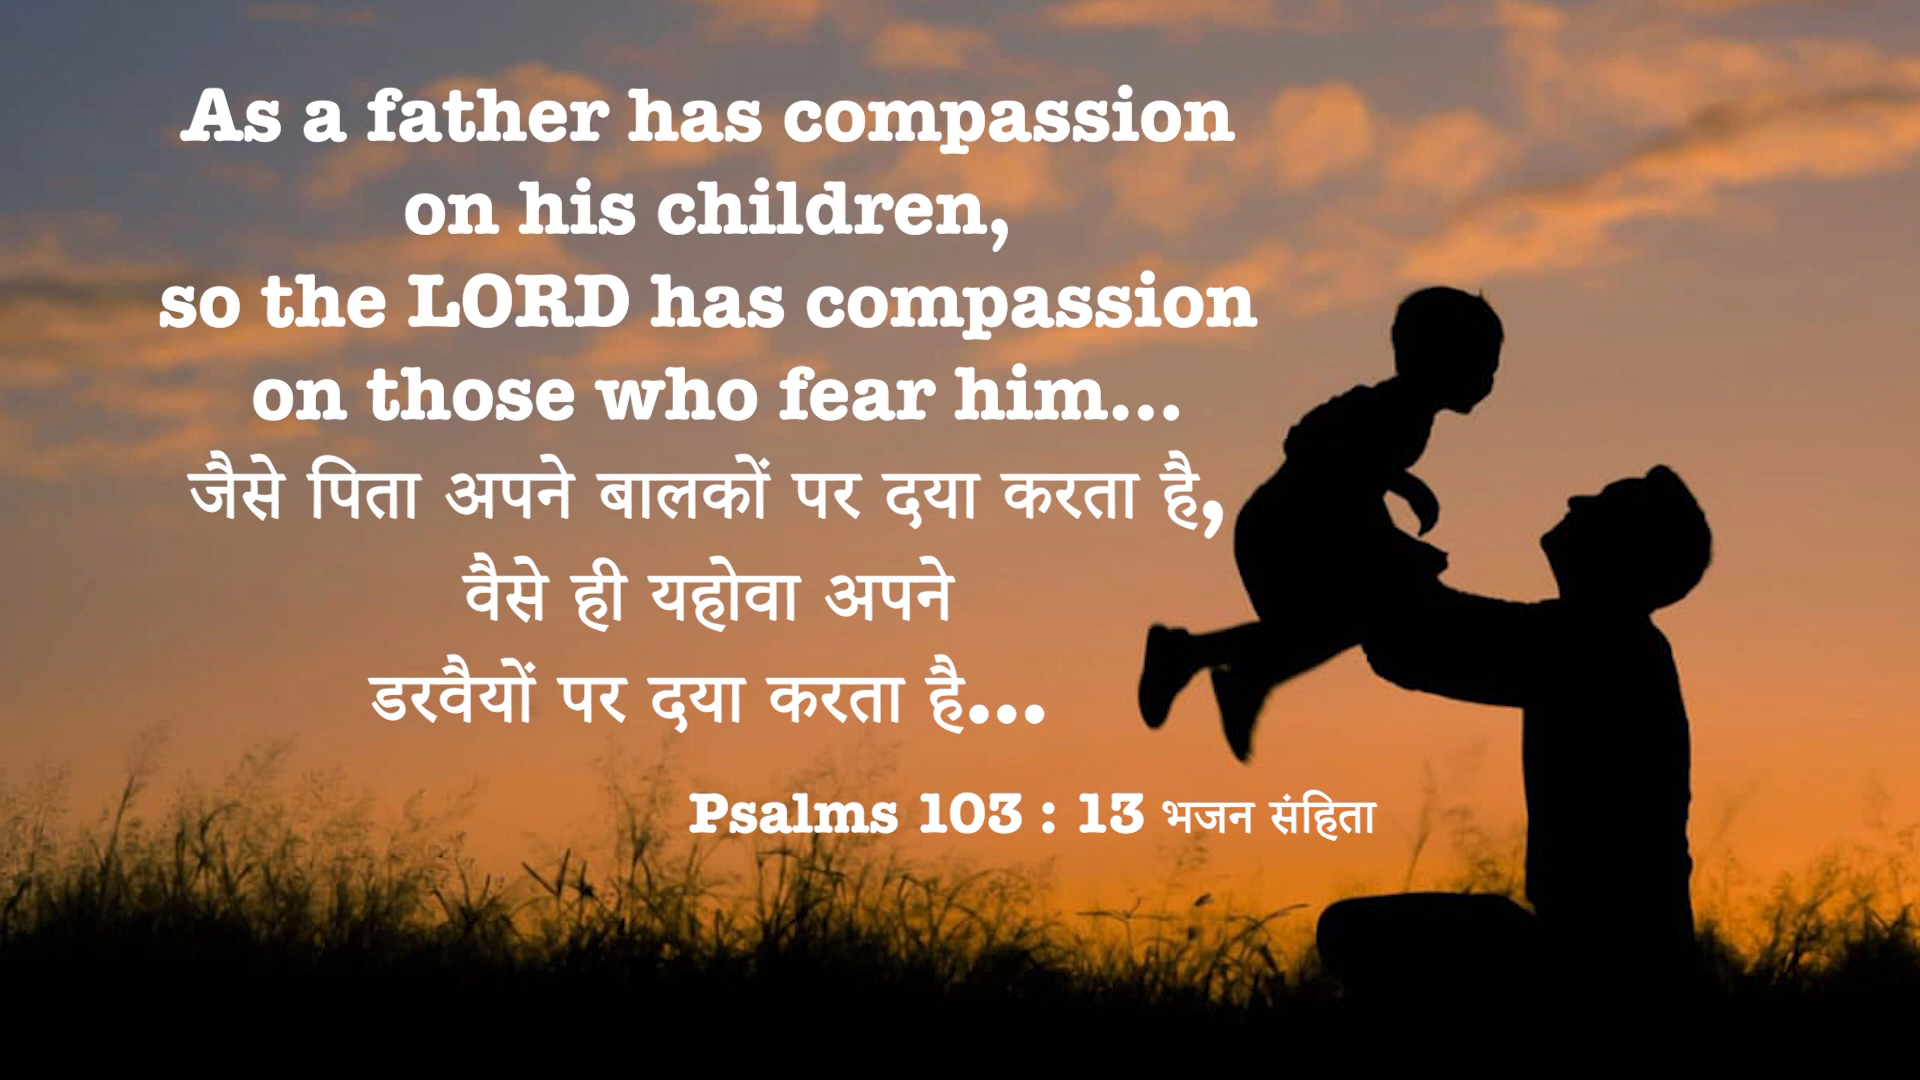 As a father has compassion
on his children,
so the LORD has compassion
on those who fear him...
जैसे पिता अपने बालकों पर दया करता है,
वैसे ही यहोवा अपने
डरवैयों पर दया करता है...
Psalms 103 : 13 भजन संहिता